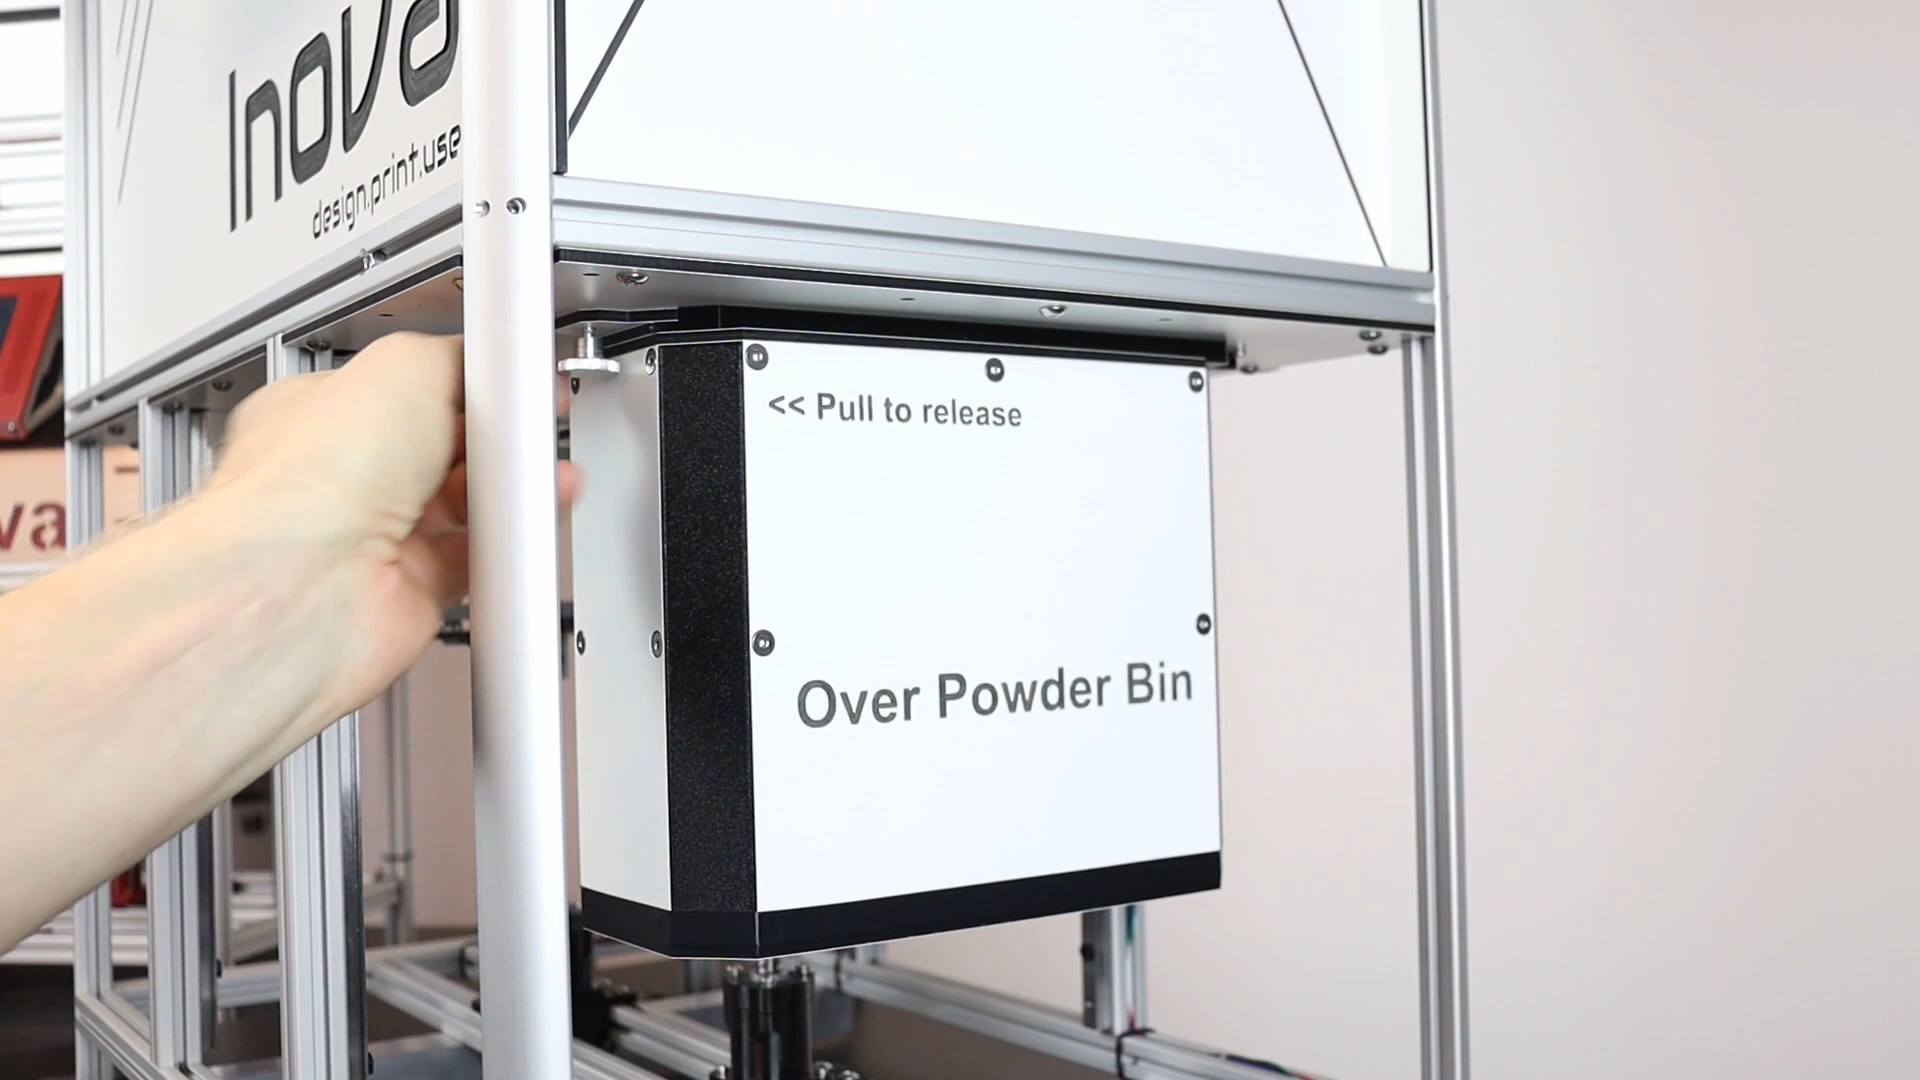 Inova
design.print.use
<< Pull to release
Over Powder Bin
va